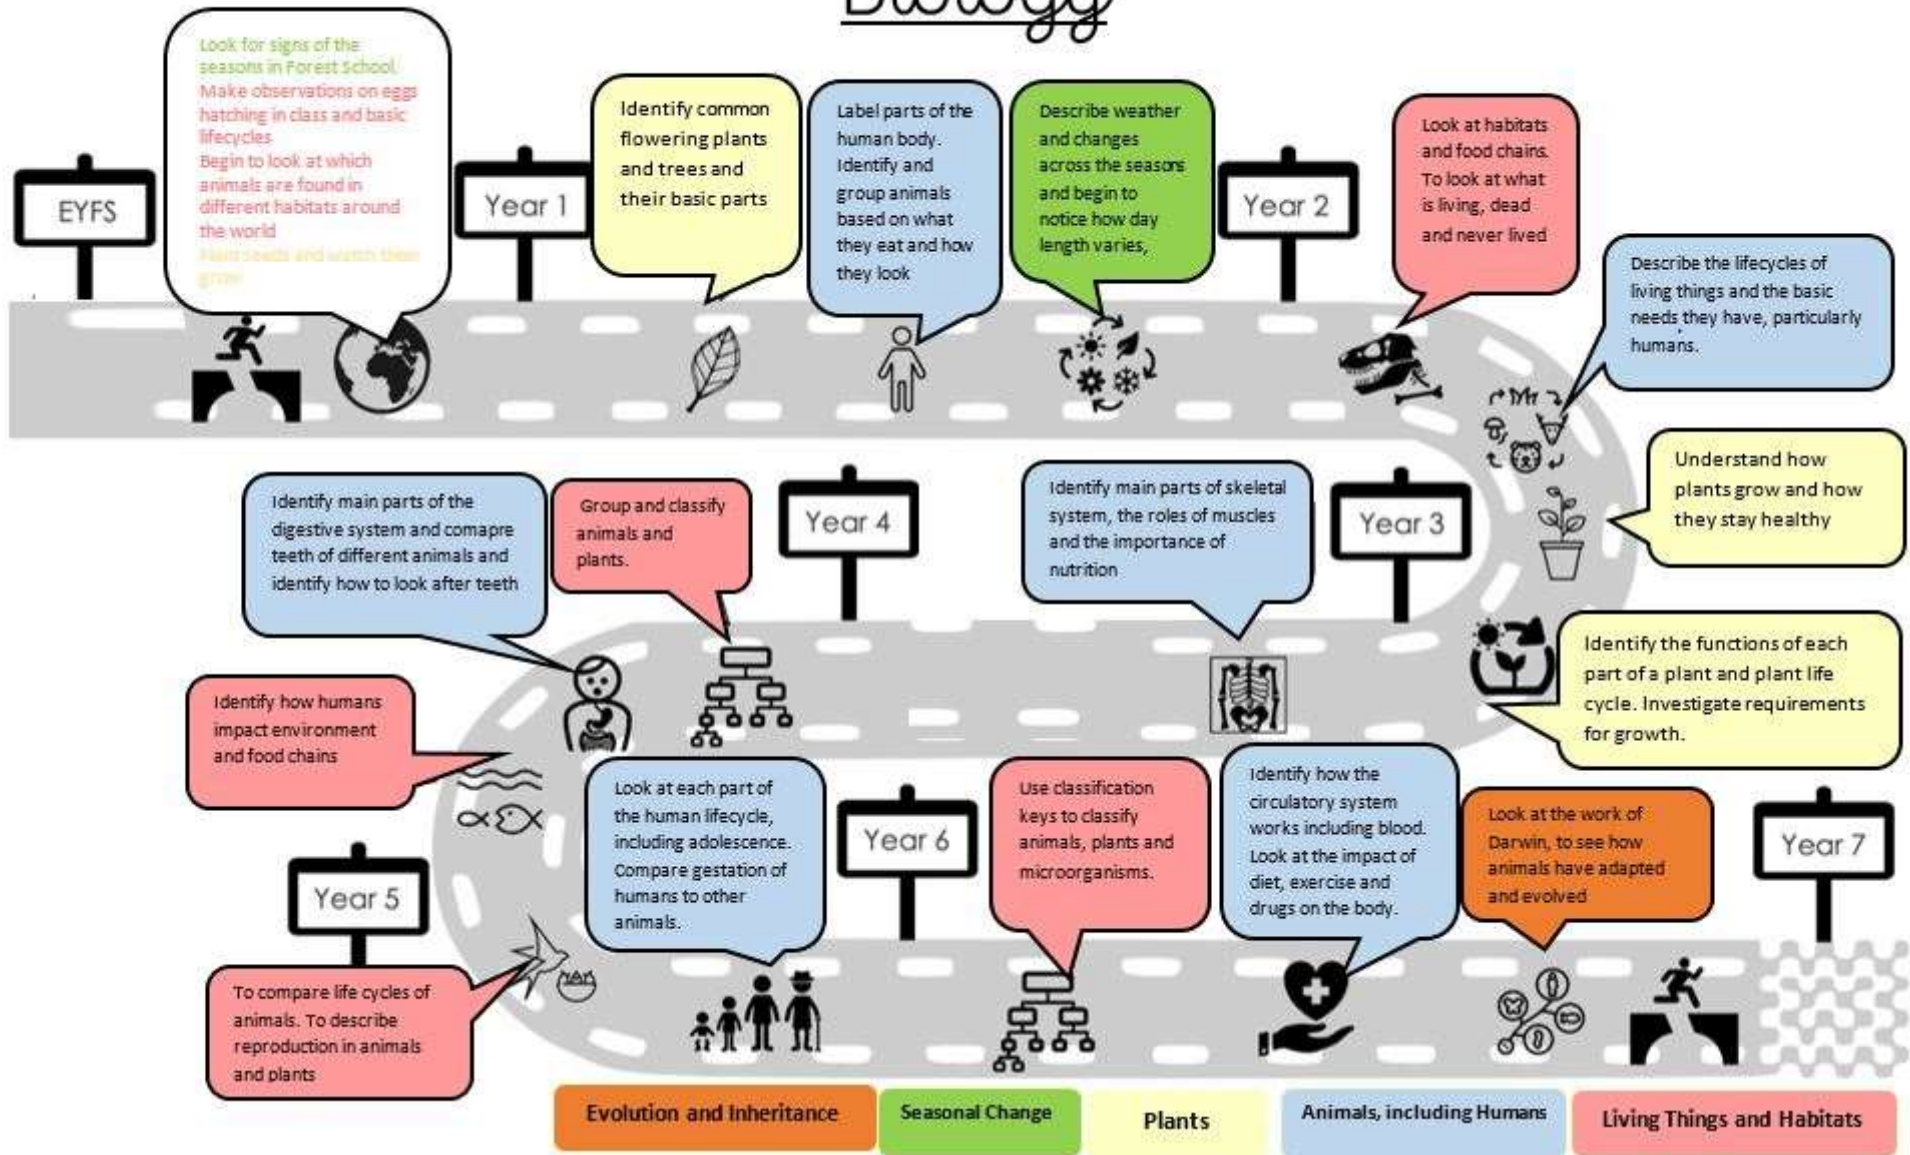 Biology
EYFS
Look for signs of the
seasons in Forest School,
Make observations on eggs
hatching in class and basic
lifecycles
Begin to look at which
animals are found in
different habitats around
the world
Plant seeds and watch them
grow
Year 1
Identify common
flowering plants
and trees and
their basic parts
Label parts of the
human body.
Identify and
group animals
based on what
they eat and how
they look
Describe weather
and changes
across the seasons
and begin to
notice how day
length varies,
Year 2
Look at habitats
and food chains.
To look at what
is living, dead
and never lived
Describe the lifecycles of
living things and the basic
needs they have, particularly
humans.
Understand how
plants grow and how
they stay healthy
Year 3
Identify the functions of each
part of a plant and plant life
cycle. Investigate requirements
for growth.
Identify main parts of skeletal
system, the roles of muscles
and the importance of
nutrition
Year 4
Group and classify
animals and
plants.
Identify main parts of the
digestive system and comapre
teeth of different animals and
identify how to look after teeth
Identify how humans
impact environment
and food chains
Year 5
To compare life cycles of
animals. To describe
reproduction in animals
and plants
Look at each part of
the human lifecycle,
including adolescence.
Compare gestation of
humans to other
animals.
Year 6
Use classification
keys to classify
animals, plants and
microorganisms.
Identify how the
circulatory system
works including blood.
Look at the impact of
diet, exercise and
drugs on the body.
Look at the work of
Darwin, to see how
animals have adapted
and evolved
Year 7
Evolution and Inheritance
Seasonal Change
Plants
Animals, including Humans
Living Things and Habitats